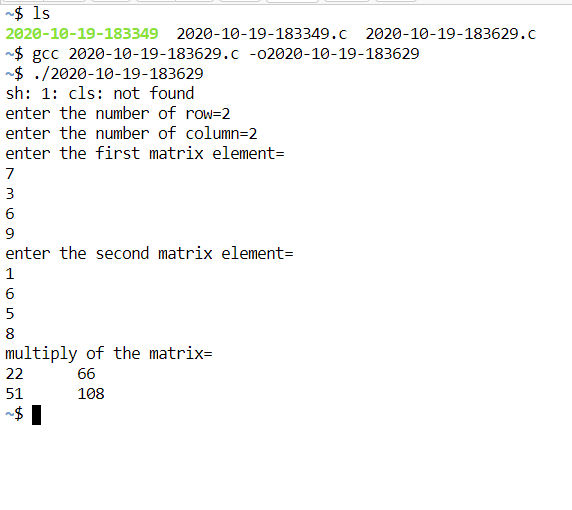 ~$ ls
2020-10-19-183349  2020-10-19-183349.c  2020-10-19-183629.c
~$ gcc 2020-10-19-183629.c -o2020-10-19-183629
~$ ./2020-10-19-183629
sh: 1: cls: not found
enter the number of row=2
enter the number of column=2
enter the first matrix element=
7
3
6
9
enter the second matrix element=
1
6
5
8
multiply of the matrix=
22      66
51      108
~$